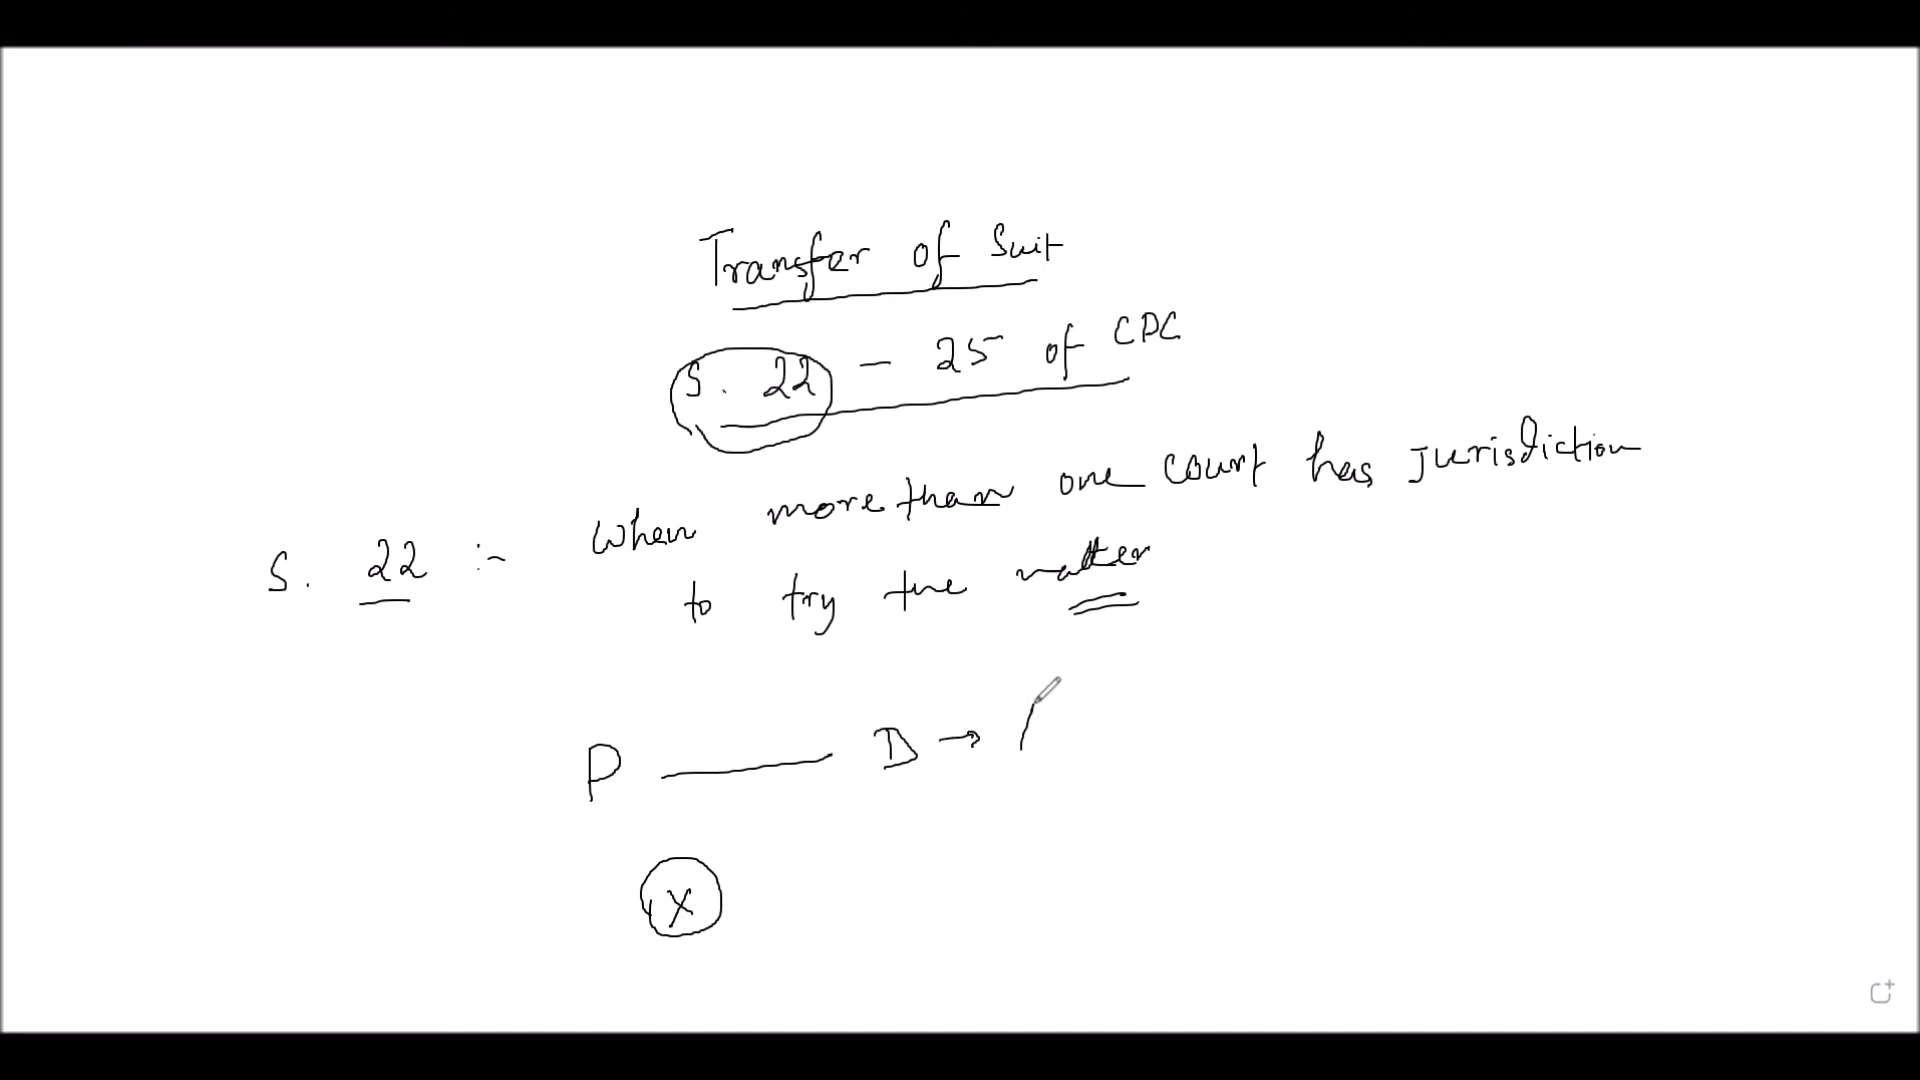 Transfer of Suit
S. 22 - 25 of CPC
S. 22 :- When more than one court has jurisdiction
to try the matter
P — D →
X